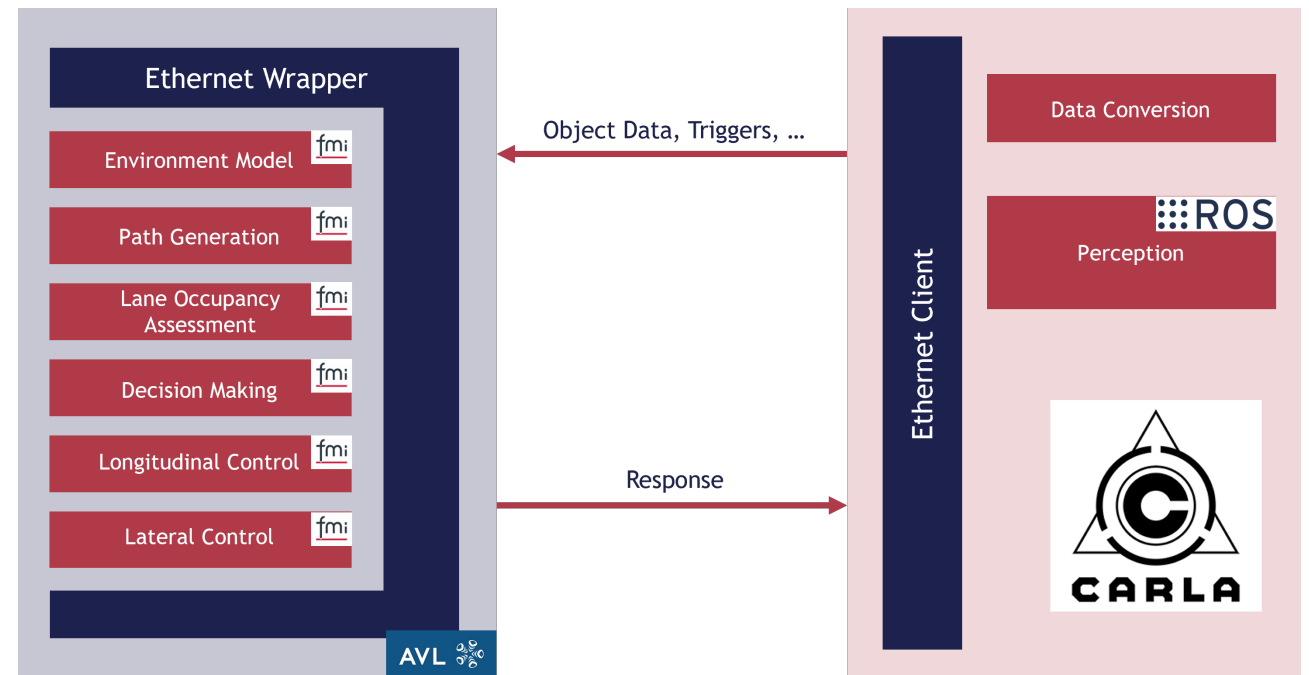 Ethernet Wrapper
Environment Model
fmi
Path Generation
fmi
Lane Occupancy
Assessment
fmi
Decision Making
fmi
Longitudinal Control
fmi
Lateral Control
fmi
AVL
Object Data, Triggers, ...
Response
Ethernet Client
Data Conversion
ROS
Perception
C
CARLA